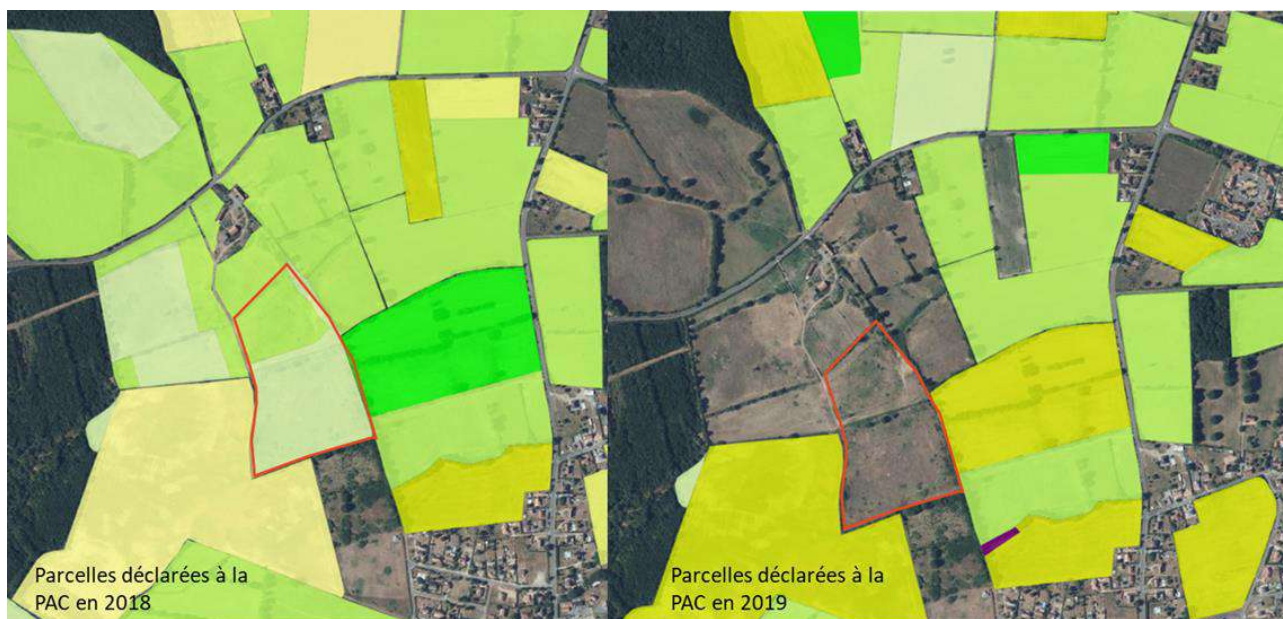 Parcelles déclarées à la
PAC en 2018
Parcelles déclarées à la
PAC en 2019